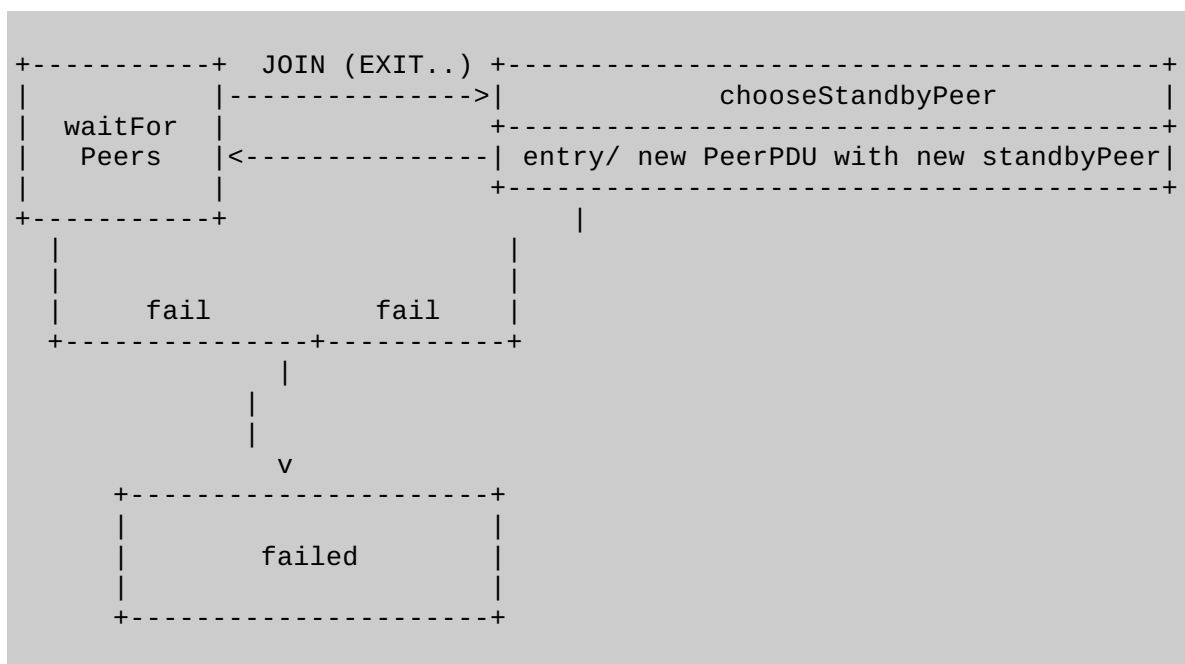 JOIN (EXIT..)
chooseStandbyPeer
waitFor
Peers
entry/ new PeerPDU with new standbyPeer
fail fail
v
failed